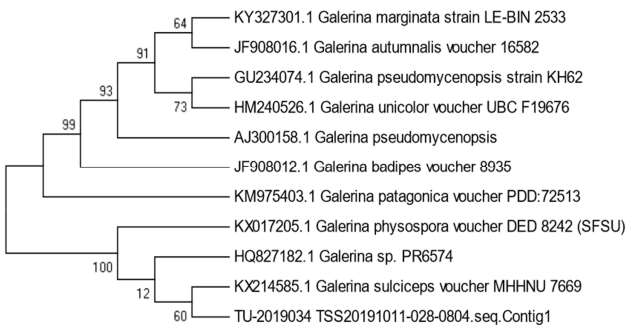 64
KY327301.1 Galerina marginata strain LE-BIN 2533
JF908016.1 Galerina autumnalis voucher 16582
91
GU234074.1 Galerina pseudomycenopsis strain KH62
73
HM240526.1 Galerina unicolor voucher UBC F19676
93
AJ300158.1 Galerina pseudomycenopsis
99
JF908012.1 Galerina badipes voucher 8935
KM975403.1 Galerina patagonica voucher PDD:72513
KX017205.1 Galerina physospora voucher DED 8242 (SFSU)
100
HQ827182.1 Galerina sp. PR6574
12
KX214585.1 Galerina sulciceps voucher MHHNU 7669
60
TU-2019034 TSS20191011-028-0804.seq.Contig1